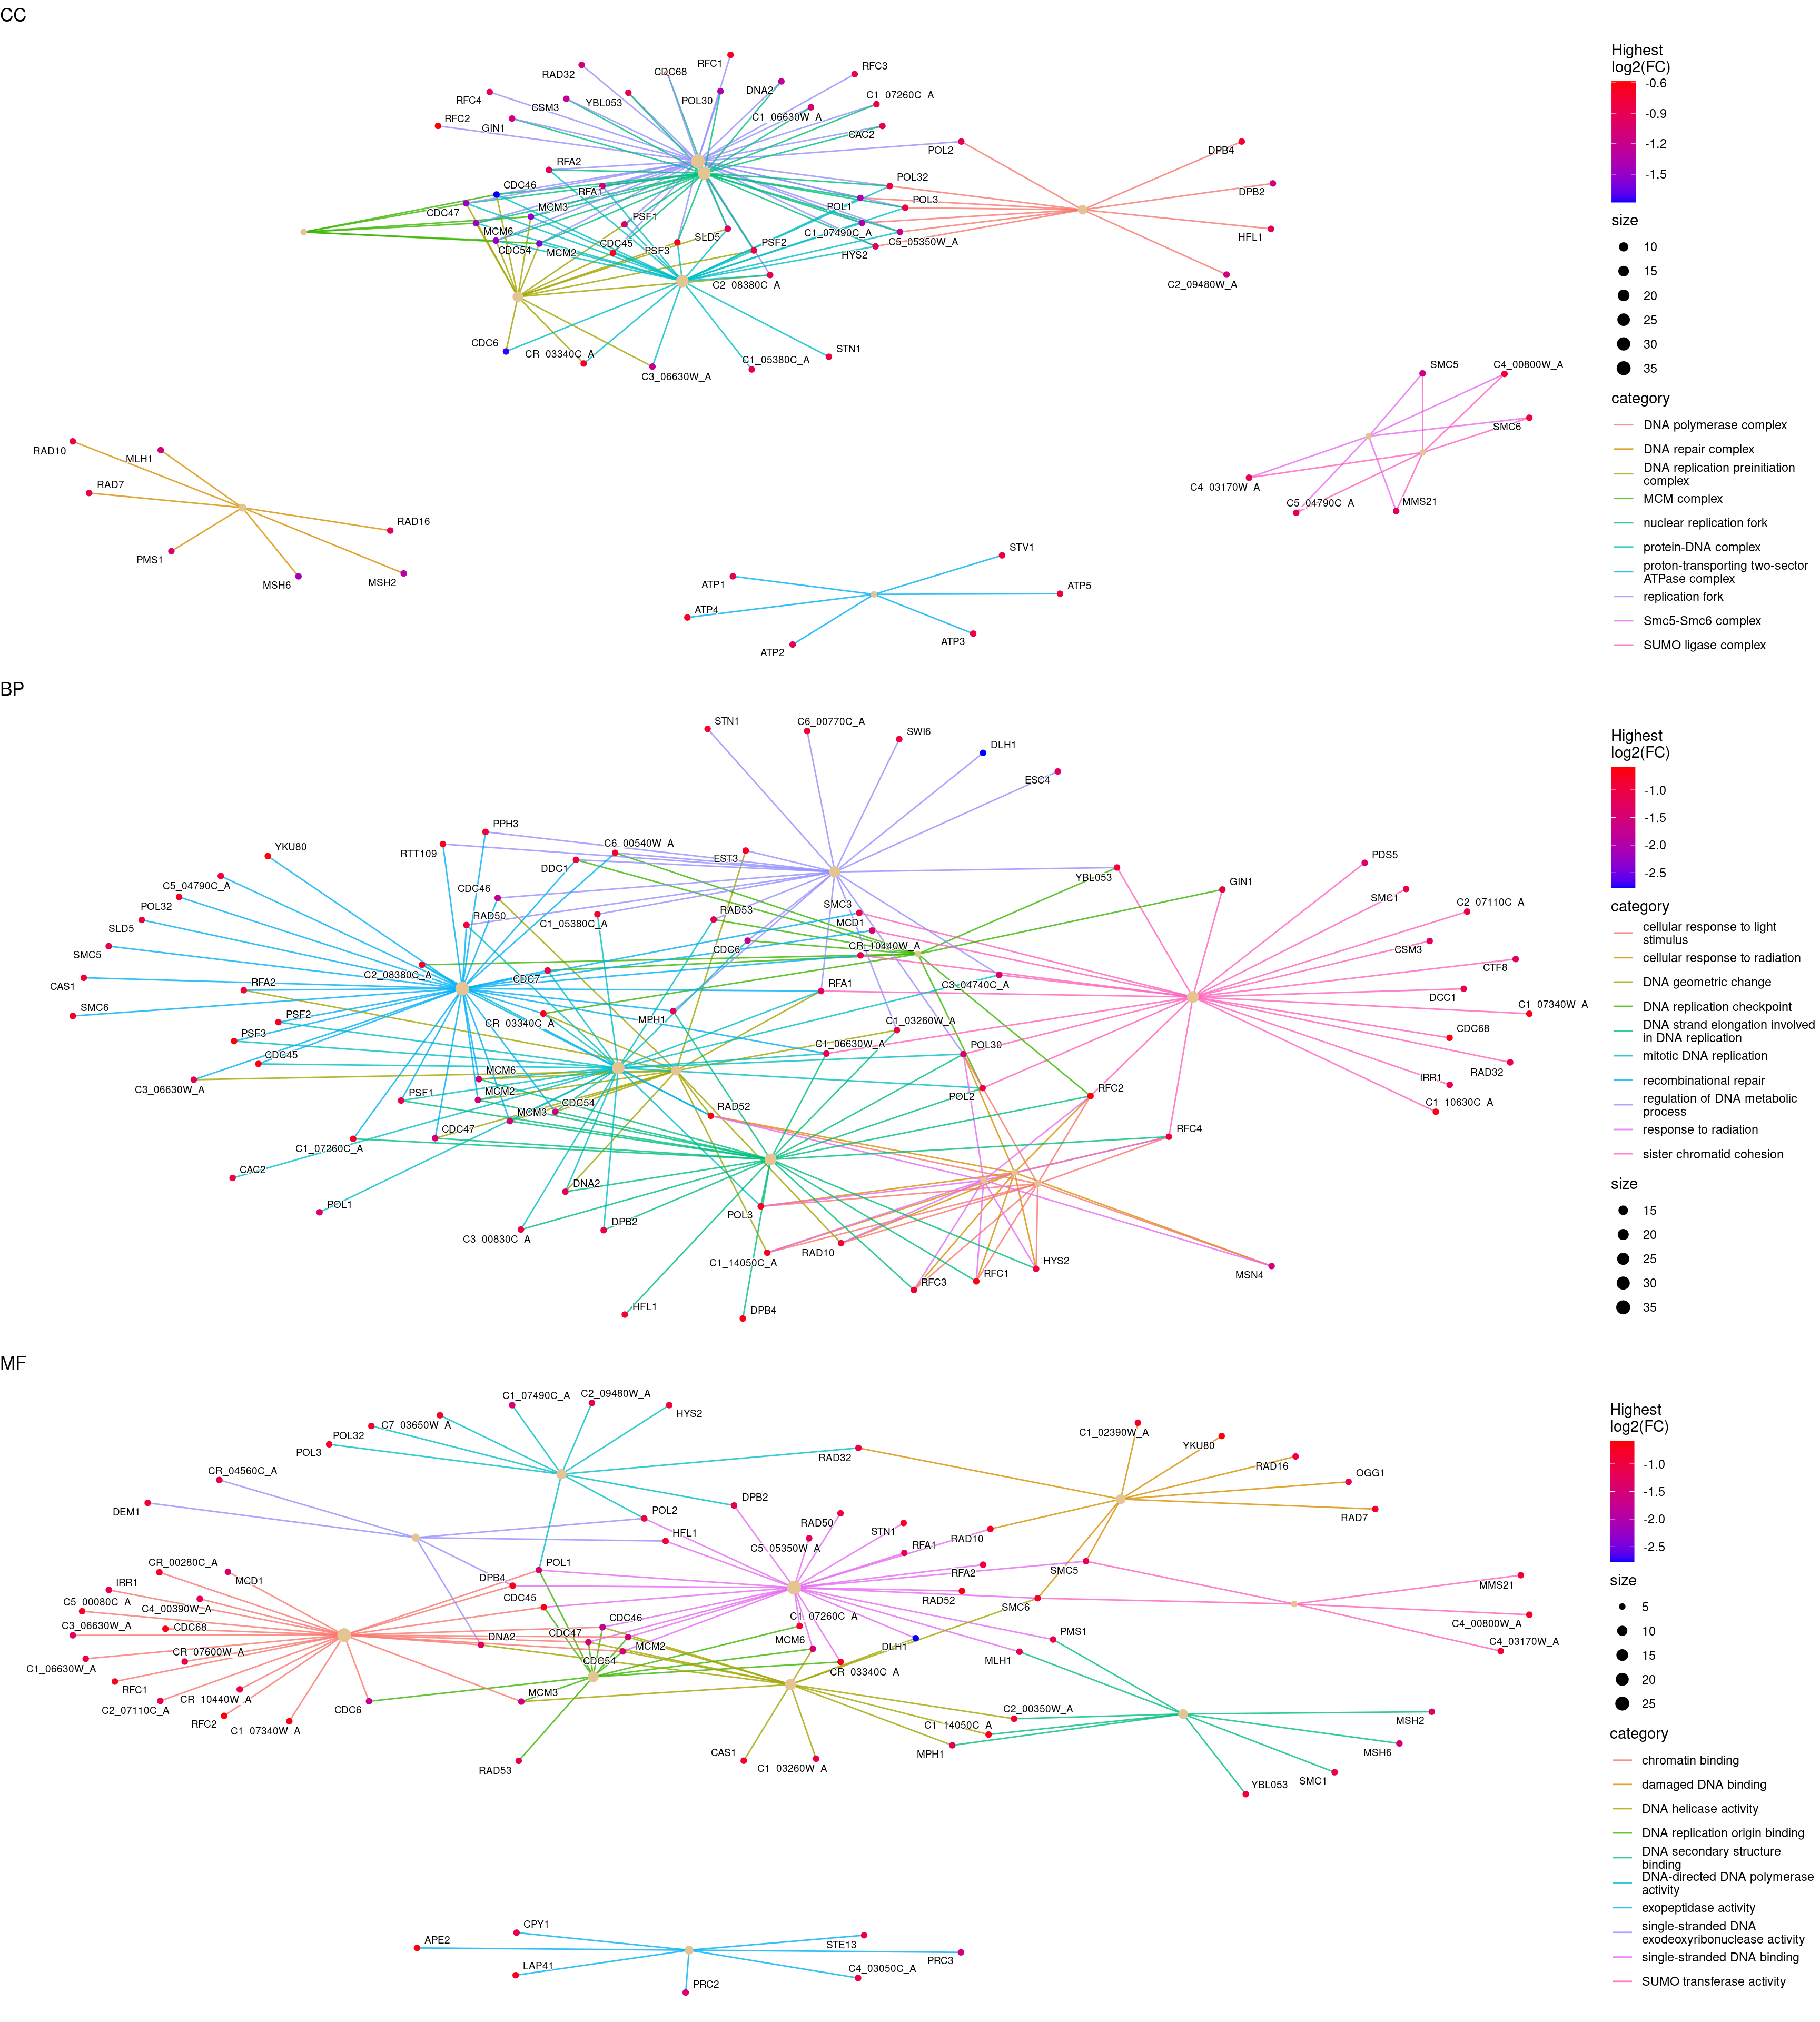 CC
Highest
log2(FC)
-0.6
-0.9
-1.2
-1.5
size
10
15
20
25
30
35
category
DNA polymerase complex
DNA repair complex
DNA replication preinitiation
complex
MCM complex
nuclear replication fork
protein-DNA complex
proton-transporting two-sector
ATPase complex
replication fork
Smc5-Smc6 complex
SUMO ligase complex
RFC1
RAD32
CDC68
RFC3
RFC4
CSM3
YBL053
POL30
DNA2
C1_07260C_A
RFC2
GIN1
C1_06630W_A
CAC2
POL2
DPB4
RFA2
CDC46
RFA1
POL32
DPB2
CDC47
MCM3
PSF1
POL1
POL3
MCM6
CDC54
MCM2
CDC45
PSF3
SLD5
PSF2
C1_07490C_A
C5_05350W_A
HYS2
HFL1
C2_08380C_A
C2_09480W_A
CDC6
CR_03340C_A
C3_06630W_A
C1_05380C_A
STN1
SMC5
C4_00800W_A
SMC6
C4_03170W_A
C5_04790C_A
MMS21
RAD10
MLH1
RAD7
RAD16
PMS1
MSH6
MSH2
STV1
ATP1
ATP5
ATP4
ATP3
ATP2
BP
Highest
log2(FC)
-1.0
-1.5
-2.0
-2.5
category
cellular response to light
stimulus
cellular response to radiation
DNA geometric change
DNA replication checkpoint
DNA strand elongation involved
in DNA replication
mitotic DNA replication
recombinational repair
regulation of DNA metabolic
process
response to radiation
sister chromatid cohesion
size
15
20
25
30
35
STN1
C6_00770C_A
SWI6
DLH1
ESC4
PPH3
RTT109
C6_00540W_A
YKU80
DDC1
EST3
YBL053
PDS5
C5_04790C_A
CDC46
GIN1
SMC1
POL32
RAD50
C1_05380C_A
RAD53
SMC3
MCD1
C2_07110C_A
SLD5
CDC6
CR_10440W_A
CSM3
SMC5
C2_08380C_A
CDC7
C3_04740C_A
CTF8
CAS1
RFA2
RFA1
DCC1
SMC6
PSF2
CR_03340C_A
MPH1
C1_03260W_A
C1_07340W_A
PSF3
C1_06630W_A
POL30
CDC68
CDC45
MCM6
RAD32
C3_06630W_A
PSF1
MCM2
MCM3
CDC54
RAD52
POL2
RFC2
IRR1
C1_10630C_A
CDC47
RFC4
C1_07260C_A
CAC2
DNA2
POL1
POL3
C3_00830C_A
DPB2
C1_14050C_A
RAD10
HYS2
MSN4
RFC3
RFC1
HFL1
DPB4
MF
Highest
log2(FC)
-1.0
-1.5
-2.0
-2.5
size
5
10
15
20
25
category
chromatin binding
damaged DNA binding
DNA helicase activity
DNA replication origin binding
DNA secondary structure
binding
DNA-directed DNA polymerase
activity
exopeptidase activity
single-stranded DNA
exodeoxyribonuclease activity
single-stranded DNA binding
SUMO transferase activity
C1_07490C_A
C2_09480W_A
C7_03650W_A
HYS2
POL32
POL3
RAD32
C1_02390W_A
YKU80
RAD16
OGG1
RAD7
CR_04560C_A
DEM1
POL2
DPB2
HFL1
RAD50
C5_05350W_A
STN1
RFA1
RAD10
CR_00280C_A
MCD1
POL1
DPB4
RFA2
SMC5
IRR1
C5_00080C_A
C4_00390W_A
CDC45
RAD52
SMC6
MMS21
C3_06630W_A
CDC68
CDC46
C1_07260C_A
C4_00800W_A
CR_07600W_A
DNA2
CDC47
MCM2
MCM6
DLH1
PMS1
C4_03170W_A
C1_06630W_A
CDC54
CR_03340C_A
MLH1
RFC1
C2_07110C_A
CR_10440W_A
RFC2
C1_07340W_A
CDC6
MCM3
C2_00350W_A
C1_14050C_A
MPH1
MSH2
MSH6
RAD53
CAS1
C1_03260W_A
YBL053
SMC1
CPY1
APE2
STE13
PRC3
LAP41
C4_03050C_A
PRC2